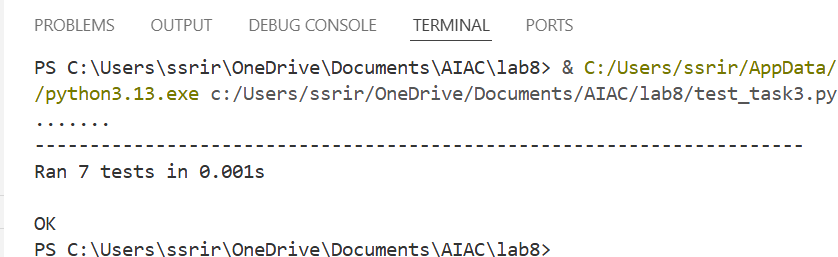 PROBLEMS OUTPUT DEBUG CONSOLE TERMINAL PORTS
PS C:\Users\ssrir\OneDrive\Documents\AIAC\lab8> & C:/Users/ssrir/AppData/
/python3.13.exe c:/Users/ssrir/OneDrive/Documents/AIAC/lab8/test_task3.py
.......
----------------------------------------------------------------------
Ran 7 tests in 0.001s
OK
PS C:\Users\ssrir\OneDrive\Documents\AIAC\lab8>